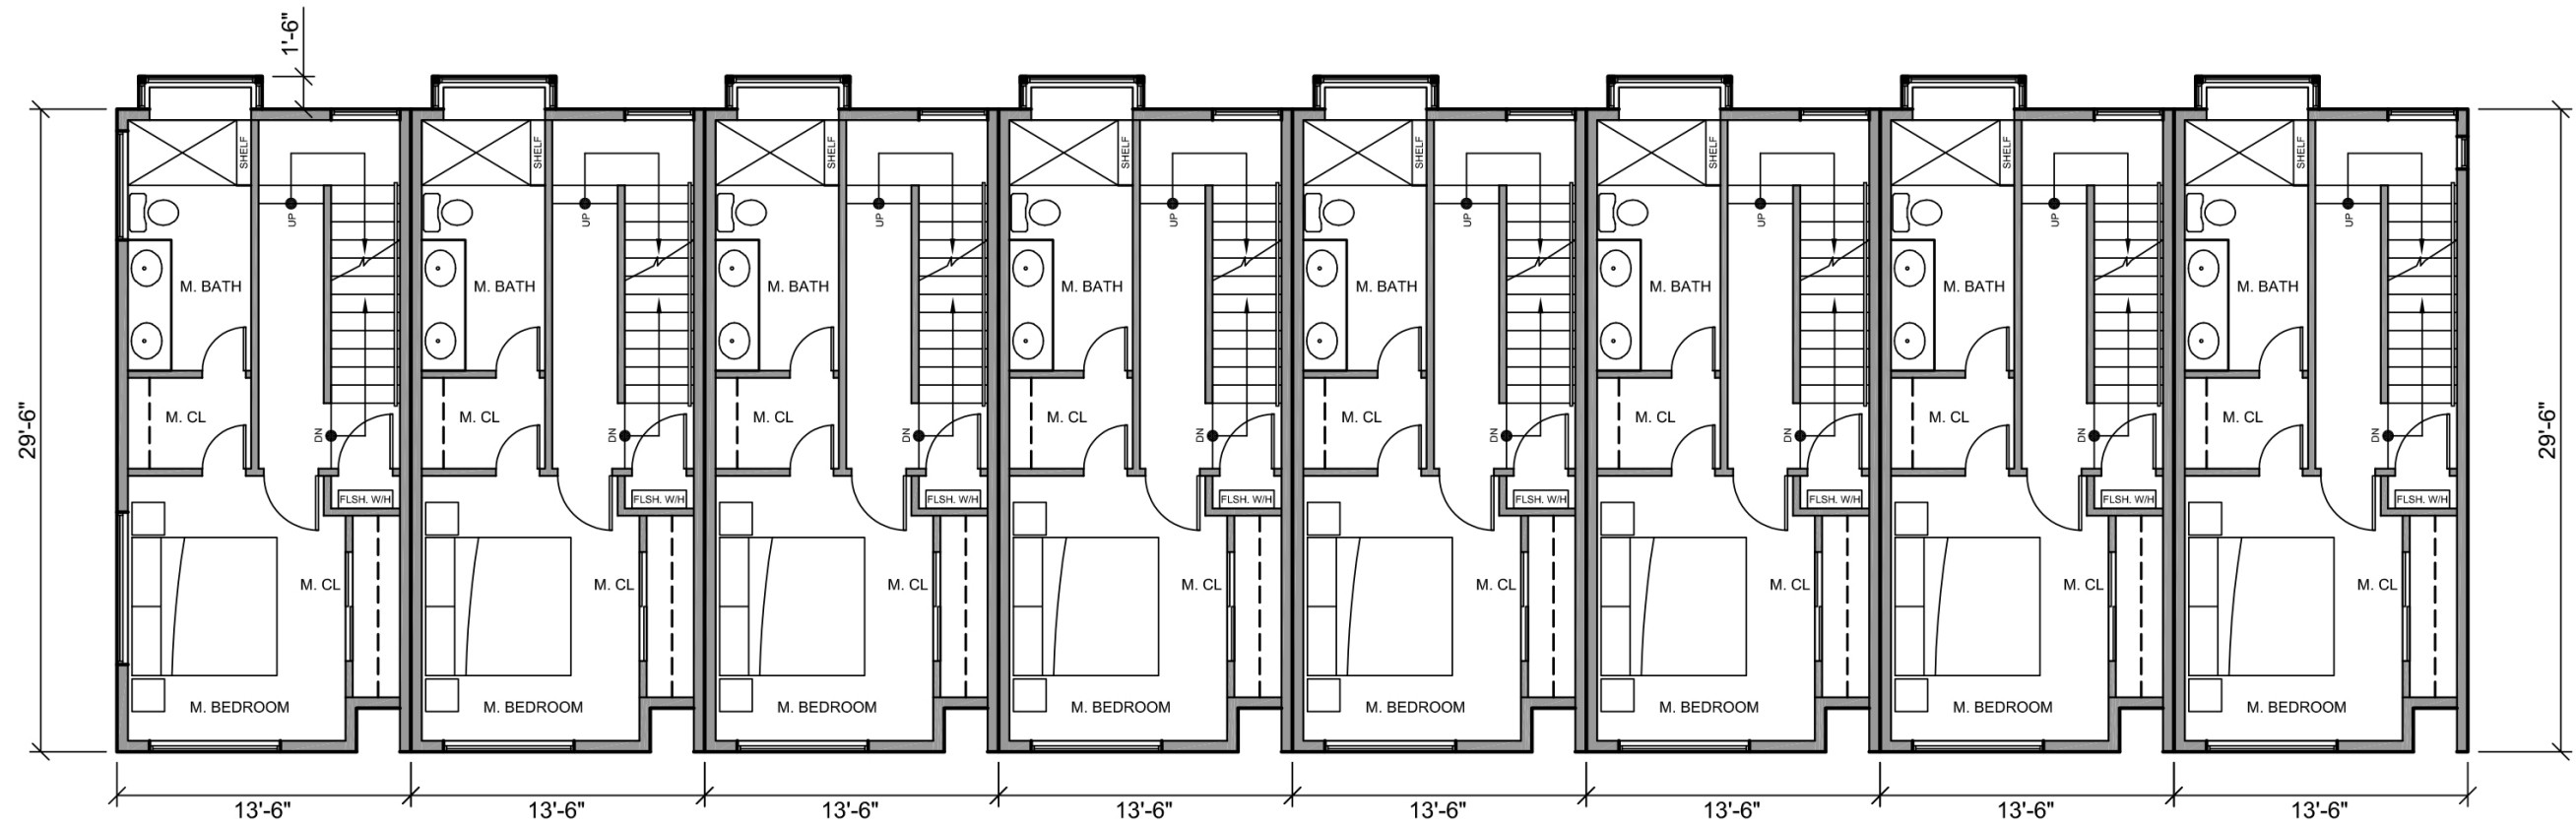 1'-6"
SHELF SHELF SHELF SHELF SHELF SHELF SHELF SHELF
UP UP UP UP UP UP UP UP
M. BATH M. BATH M. BATH M. BATH M. BATH M. BATH M. BATH M. BATH
29'-6" M. CL M. CL M. CL M. CL M. CL M. CL M. CL M. CL 29'-6"
DN DN DN DN DN DN DN DN
FLSH. W/H FLSH. W/H FLSH. W/H FLSH. W/H FLSH. W/H FLSH. W/H FLSH. W/H FLSH. W/H
M. CL M. CL M. CL M. CL M. CL M. CL M. CL M. CL
M. BEDROOM M. BEDROOM M. BEDROOM M. BEDROOM M. BEDROOM M. BEDROOM M. BEDROOM M. BEDROOM
13'-6" 13'-6" 13'-6" 13'-6" 13'-6" 13'-6" 13'-6" 13'-6"